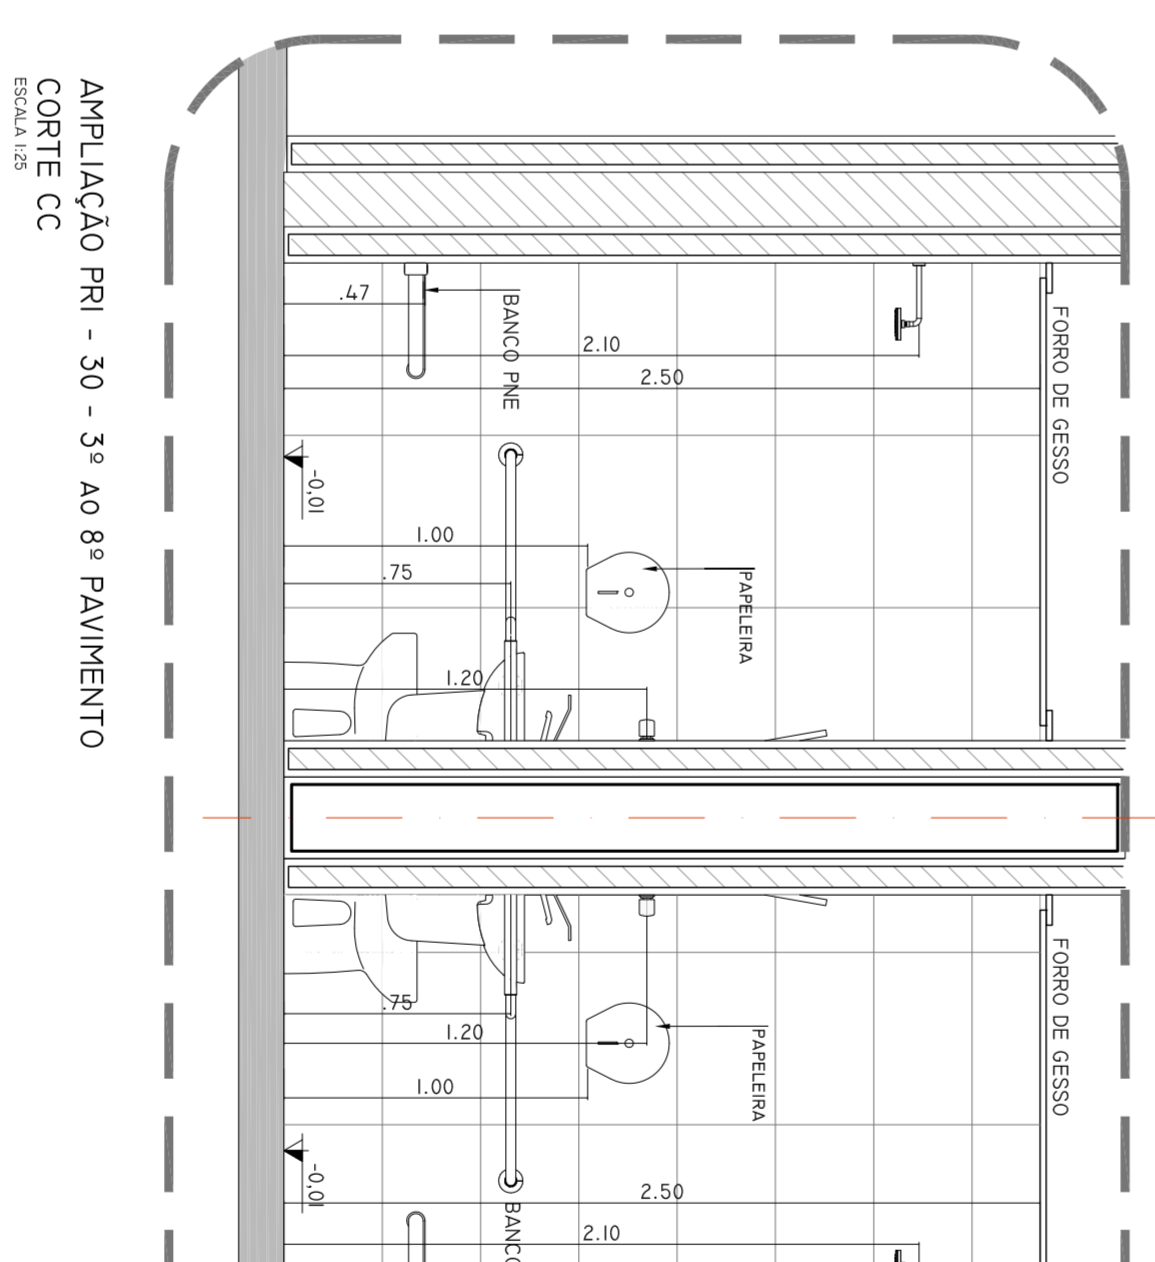 AMPLIAÇÃO PRI - 30 - 3º AO 8º PAVIMENTO
CORTE CC
ESCALA 1:25
FORRO DE GESSO
BANCO PNE
.47
2.10
2.50
-0,01
1.00
.75
PAPELEIRA
1.20
FORRO DE GESSO
.75
1.20
PAPELEIRA
1.00
-0,01
2.50
BANCO
2.10